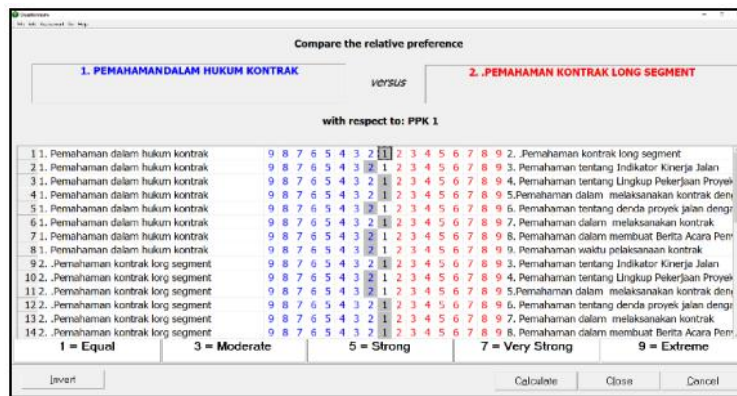 Compare the relative preference
1. PEMAHAMANDALAM HUKUM KONTRAK
versus
2. .PEMAHAMAN KONTRAK LONG SEGMENT
with respect to: PPK 1
1 1. Pemahaman dalam hukum kontrak 9 8 7 6 5 4 3 2 1 2 3 4 5 6 7 8 9 2. .Pemahaman kontrak long segment
2 1. Pemahaman dalam hukum kontrak 9 8 7 6 5 4 3 2 1 2 3 4 5 6 7 8 9 3. Pemahaman tentang Indikator Kinerja Jalan
3 1. Pemahaman dalam hukum kontrak 9 8 7 6 5 4 3 2 1 2 3 4 5 6 7 8 9 4. Pemahaman tentang Lingkup Pekerjaan Proyek
4 1. Pemahaman dalam hukum kontrak 9 8 7 6 5 4 3 2 1 2 3 4 5 6 7 8 9 5.Pemahaman dalam melaksanakan kontrak deng
5 1. Pemahaman dalam hukum kontrak 9 8 7 6 5 4 3 2 1 2 3 4 5 6 7 8 9 6. Pemahaman tentang denda proyek jalan denga
6 1. Pemahaman dalam hukum kontrak 9 8 7 6 5 4 3 2 1 2 3 4 5 6 7 8 9 7. Pemahaman dalam melaksanakan kontrak
7 1. Pemahaman dalam hukum kontrak 9 8 7 6 5 4 3 2 1 2 3 4 5 6 7 8 9 8. Pemahaman dalam membuat Berita Acara Pem
8 1. Pemahaman dalam hukum kontrak 9 8 7 6 5 4 3 2 1 2 3 4 5 6 7 8 9 9. Pemahaman waktu pelaksanaan kontrak
9 2. .Pemahaman kontrak long segment 9 8 7 6 5 4 3 2 1 2 3 4 5 6 7 8 9 3. Pemahaman tentang Indikator Kinerja Jalan
10 2. .Pemahaman kontrak long segment 9 8 7 6 5 4 3 2 1 2 3 4 5 6 7 8 9 4. Pemahaman tentang Lingkup Pekerjaan Proyek
11 2. .Pemahaman kontrak long segment 9 8 7 6 5 4 3 2 1 2 3 4 5 6 7 8 9 5.Pemahaman dalam melaksanakan kontrak deng
12 2. .Pemahaman kontrak long segment 9 8 7 6 5 4 3 2 1 2 3 4 5 6 7 8 9 6. Pemahaman tentang denda proyek jalan denga
13 2. .Pemahaman kontrak long segment 9 8 7 6 5 4 3 2 1 2 3 4 5 6 7 8 9 7. Pemahaman dalam melaksanakan kontrak
14 2. .Pemahaman kontrak long segment 9 8 7 6 5 4 3 2 1 2 3 4 5 6 7 8 9 8. Pemahaman dalam membuat Berita Acara Pem
1 = Equal 3 = Moderate 5 = Strong 7 = Very Strong 9 = Extreme
Invert Calculate Close Cancel